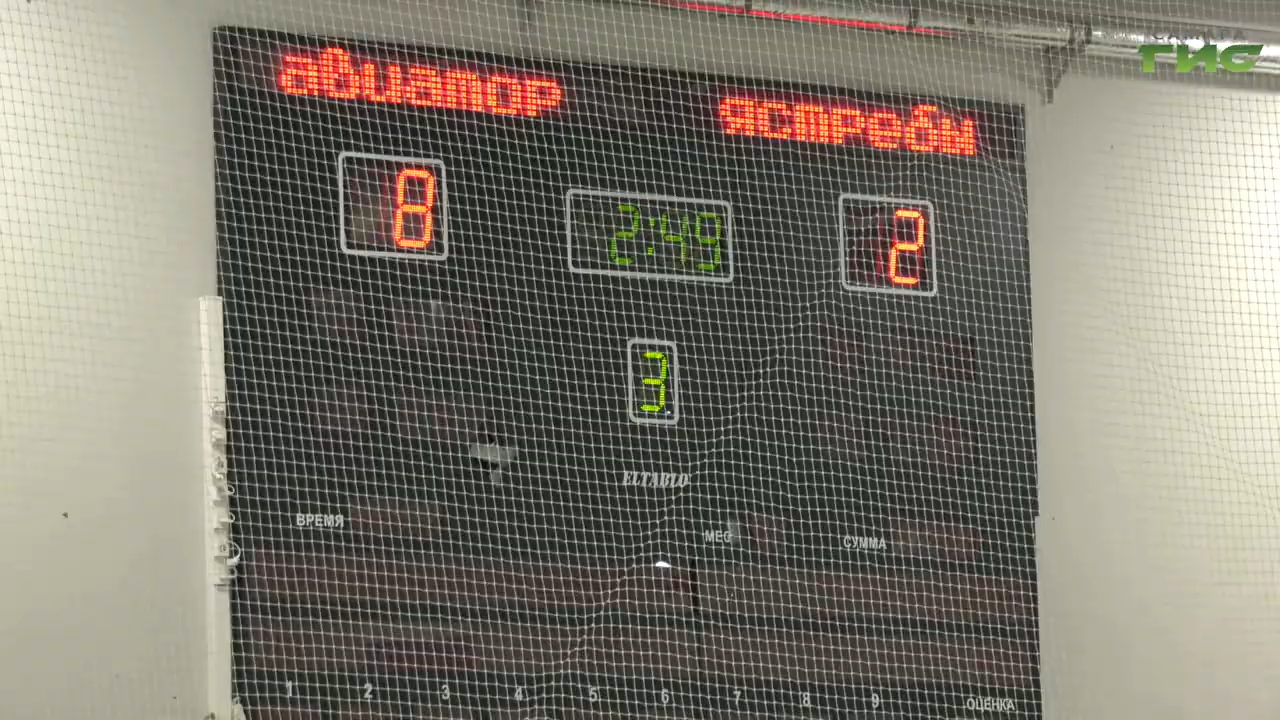 САМАРА
ГИС
авиатор ястребы
8 2:49 2
3
ELTABLO
ВРЕМЯ МЕС СУММА
1 2 3 4 5 6 7 8 9 ОЦЕНКА